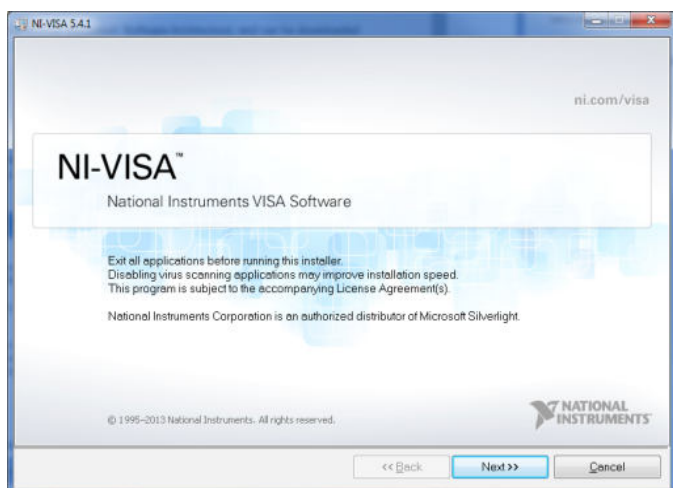 NI-VISA 5.4.1
ni.com/visa
NI-VISA™
National Instruments VISA Software
Exit all applications before running this installer.
Disabling virus scanning applications may improve installation speed.
This program is subject to the accompanying License Agreement(s).
National Instruments Corporation is an authorized distributor of Microsoft Silverlight.
© 1995–2013 National Instruments. All rights reserved.
NATIONAL
INSTRUMENTS
<< Back
Next >>
Cancel